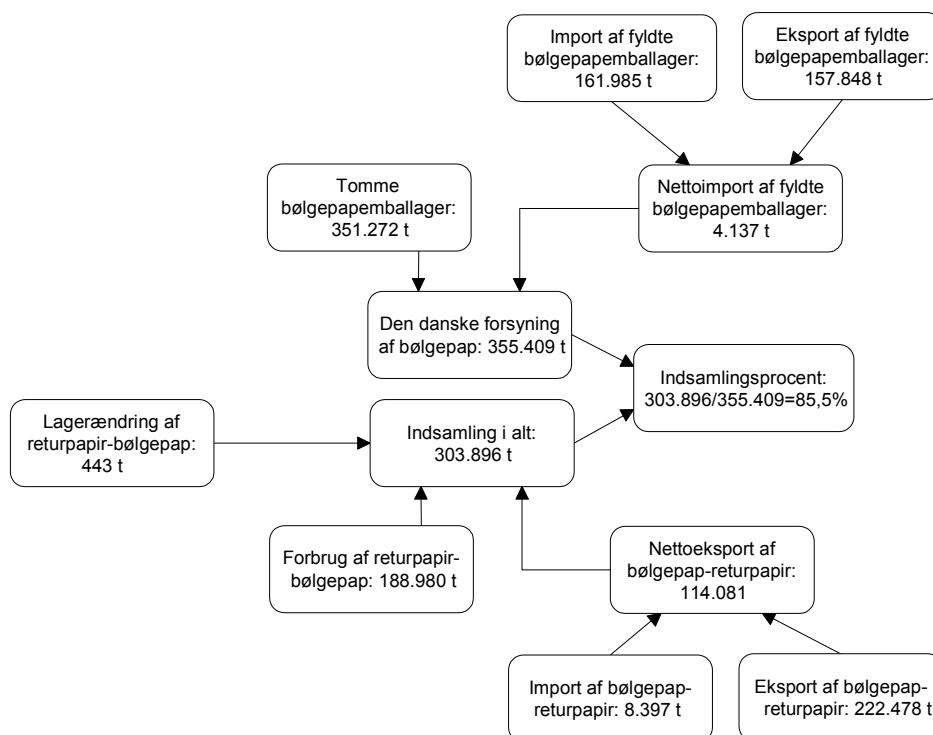 Import af fyldte
bølgepapemballager:
161.985 t
Eksport af fyldte
bølgepapemballager:
157.848 t
Tomme
bølgepapemballager:
351.272 t
Nettoimport af fyldte
bølgepapemballager:
4.137 t
Den danske forsyning
af bølgepap: 355.409 t
Indsamlingsprocent:
303.896/355.409=85,5%
Lagerændring af
returpapir-bølgepap:
443 t
Indsamling i alt:
303.896 t
Forbrug af returpapir-
bølgepap: 188.980 t
Nettoeksport af
bølgepap-returpapir:
114.081
Import af bølgepap-
returpapir: 8.397 t
Eksport af bølgepap-
returpapir: 222.478 t